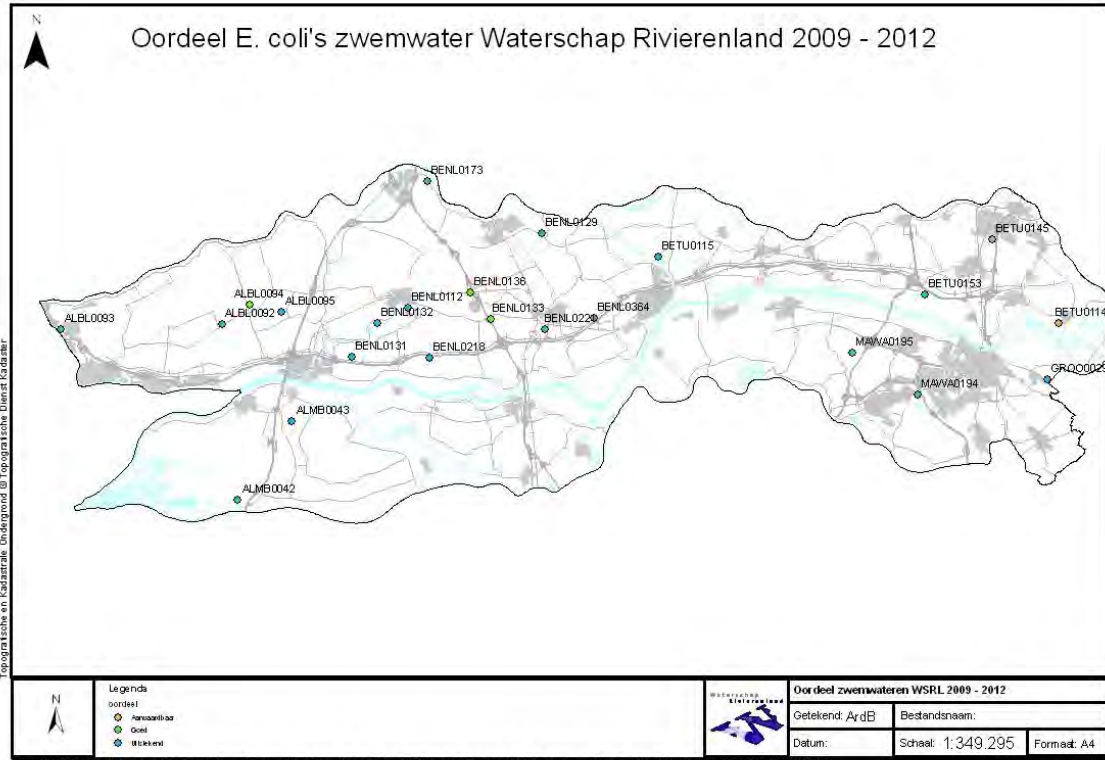 N
Oordeel E. coli's zwemwater Waterschap Rivierenland 2009 - 2012
BENL0173
BENL0129
BETU0145
BETU0115
BENL0136
BETU0153
ALBL0094
BENL0112
ALBL0095
BENL0133
BENL0364
ALBL0093
ALBL0092
BENL0132
BENL022
BETU0114
BENL0131
BENL0218
MAWA0195
GROO0029
MAWA0194
ALMB0043
ALMB0042
Topografische en Kadastrale Ondergrond © Topografische Dienst Kadaster
N
Legenda
oordeel
Aanvaardbaar
Goed
Uitstekend
Waterschap
Rivierenland
Oordeel zwemwateren WSRL 2009 - 2012
Getekend: ArdB
Bestandsnaam:
Datum:
Schaal: 1:349.295
Formaat: A4